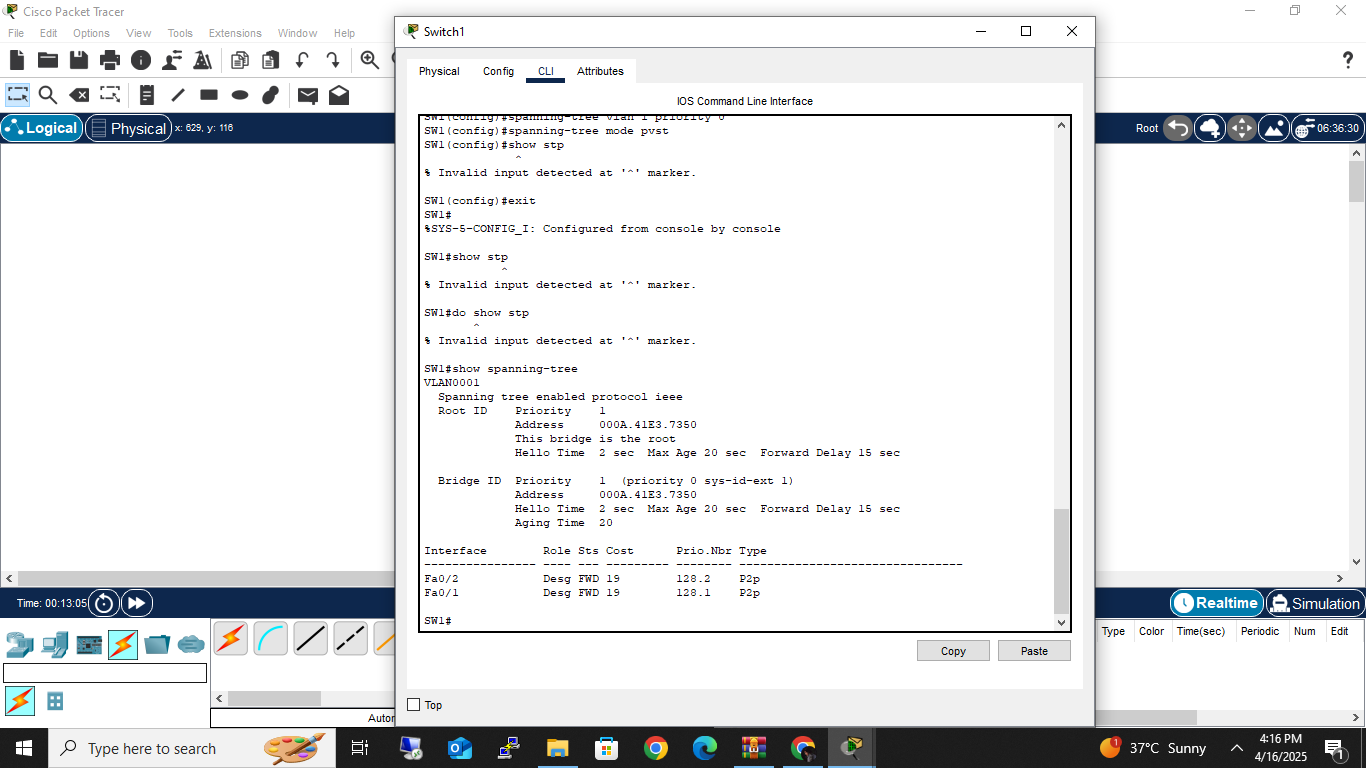 Cisco Packet Tracer
File Edit Options View Tools Extensions Window Help
Logical
Physical
x: 629, y: 116
Root
06:36:30
Switch1
Physical Config CLI Attributes
IOS Command Line Interface
SW1(config)#spanning-tree vlan 1 priority 0
SW1(config)#spanning-tree mode pvst
SW1(config)#show stp
^
% Invalid input detected at '^' marker.
SW1(config)#exit
SW1#
%SYS-5-CONFIG_I: Configured from console by console
SW1#show stp
^
% Invalid input detected at '^' marker.
SW1#do show stp
^
% Invalid input detected at '^' marker.
SW1#show spanning-tree
VLAN0001
Spanning tree enabled protocol ieee
Root ID Priority 1
Address 000A.41E3.7350
This bridge is the root
Hello Time 2 sec Max Age 20 sec Forward Delay 15 sec
Bridge ID Priority 1 (priority 0 sys-id-ext 1)
Address 000A.41E3.7350
Hello Time 2 sec Max Age 20 sec Forward Delay 15 sec
Aging Time 20
Interface Role Sts Cost Prio.Nbr Type
---------------- ---- --- --------- -------- --------------------------------
Fa0/2 Desg FWD 19 128.2 P2p
Fa0/1 Desg FWD 19 128.1 P2p
SW1#
Copy Paste
Top
Time: 00:13:05
Realtime
Simulation
Type Color Time(sec) Periodic Num Edit
Autor
Type here to search
37°C Sunny
4:16 PM
4/16/2025
1